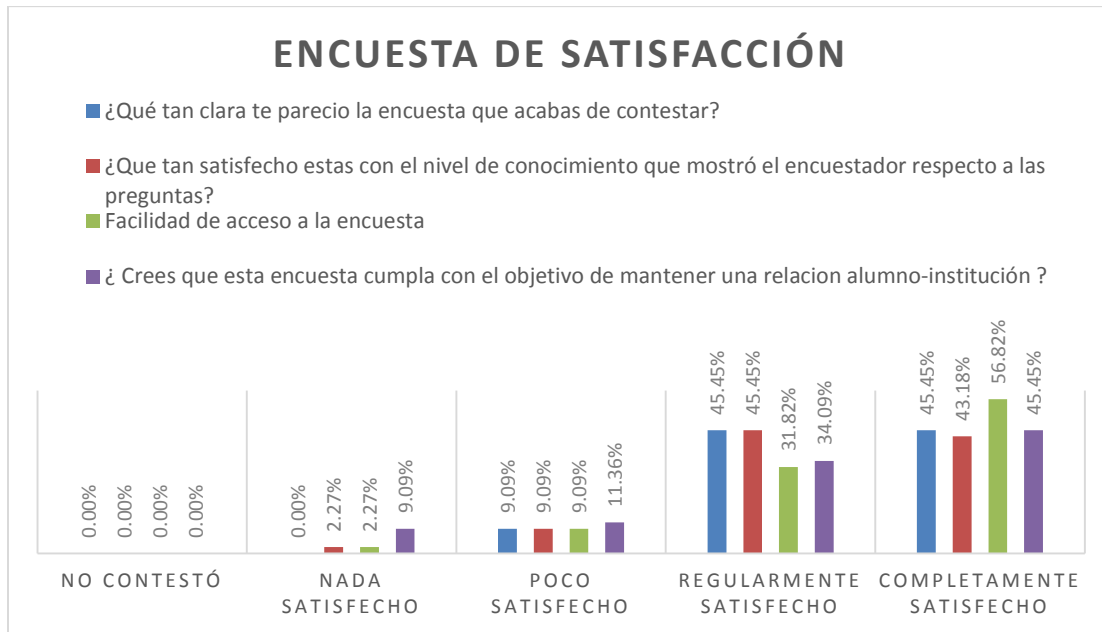 ENCUESTA DE SATISFACCIÓN
¿Qué tan clara te parecio la encuesta que acabas de contestar?
¿Que tan satisfecho estas con el nivel de conocimiento que mostró el encuestador respecto a las
preguntas?
Facilidad de acceso a la encuesta
¿ Crees que esta encuesta cumpla con el objetivo de mantener una relacion alumno-institución ?
0.00% 0.00% 0.00% 0.00%
0.00% 2.27% 2.27% 9.09%
9.09% 9.09% 9.09% 11.36%
45.45% 45.45% 31.82% 34.09%
45.45% 43.18% 56.82% 45.45%
NO CONTESTÓ
NADA
SATISFECHO
POCO
SATISFECHO
REGULARMENTE
SATISFECHO
COMPLETAMENTE
SATISFECHO